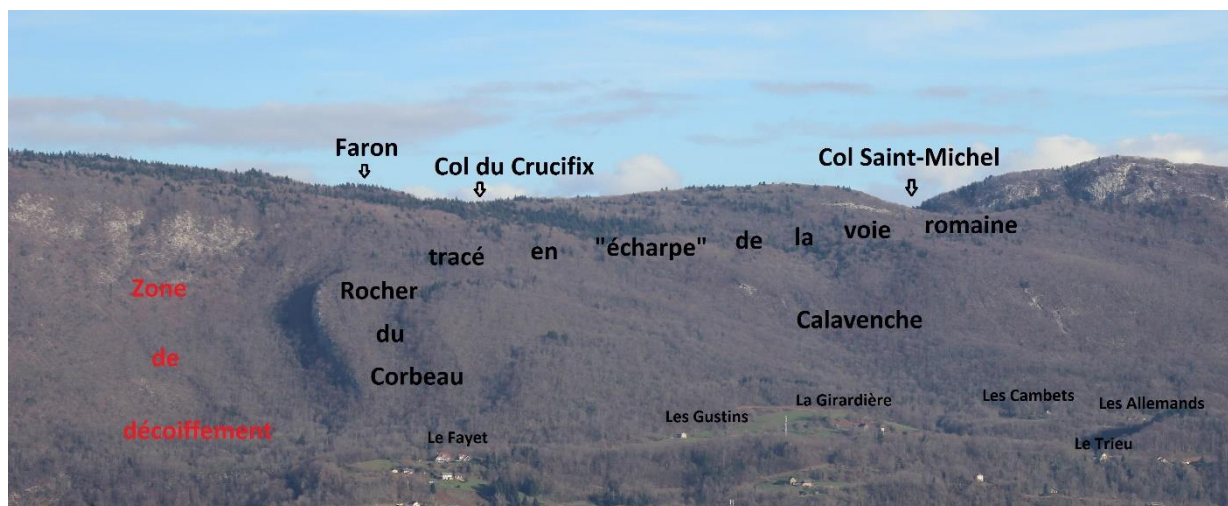 Faron
Col du Crucifix
Col Saint-Michel
tracé en "écharpe" de la voie romaine
Zone
de
décoiffement
Rocher
du
Corbeau
Calavenche
Les Gustins
La Girardière
Les Cambets
Les Allemands
Le Fayet
Le Trieu